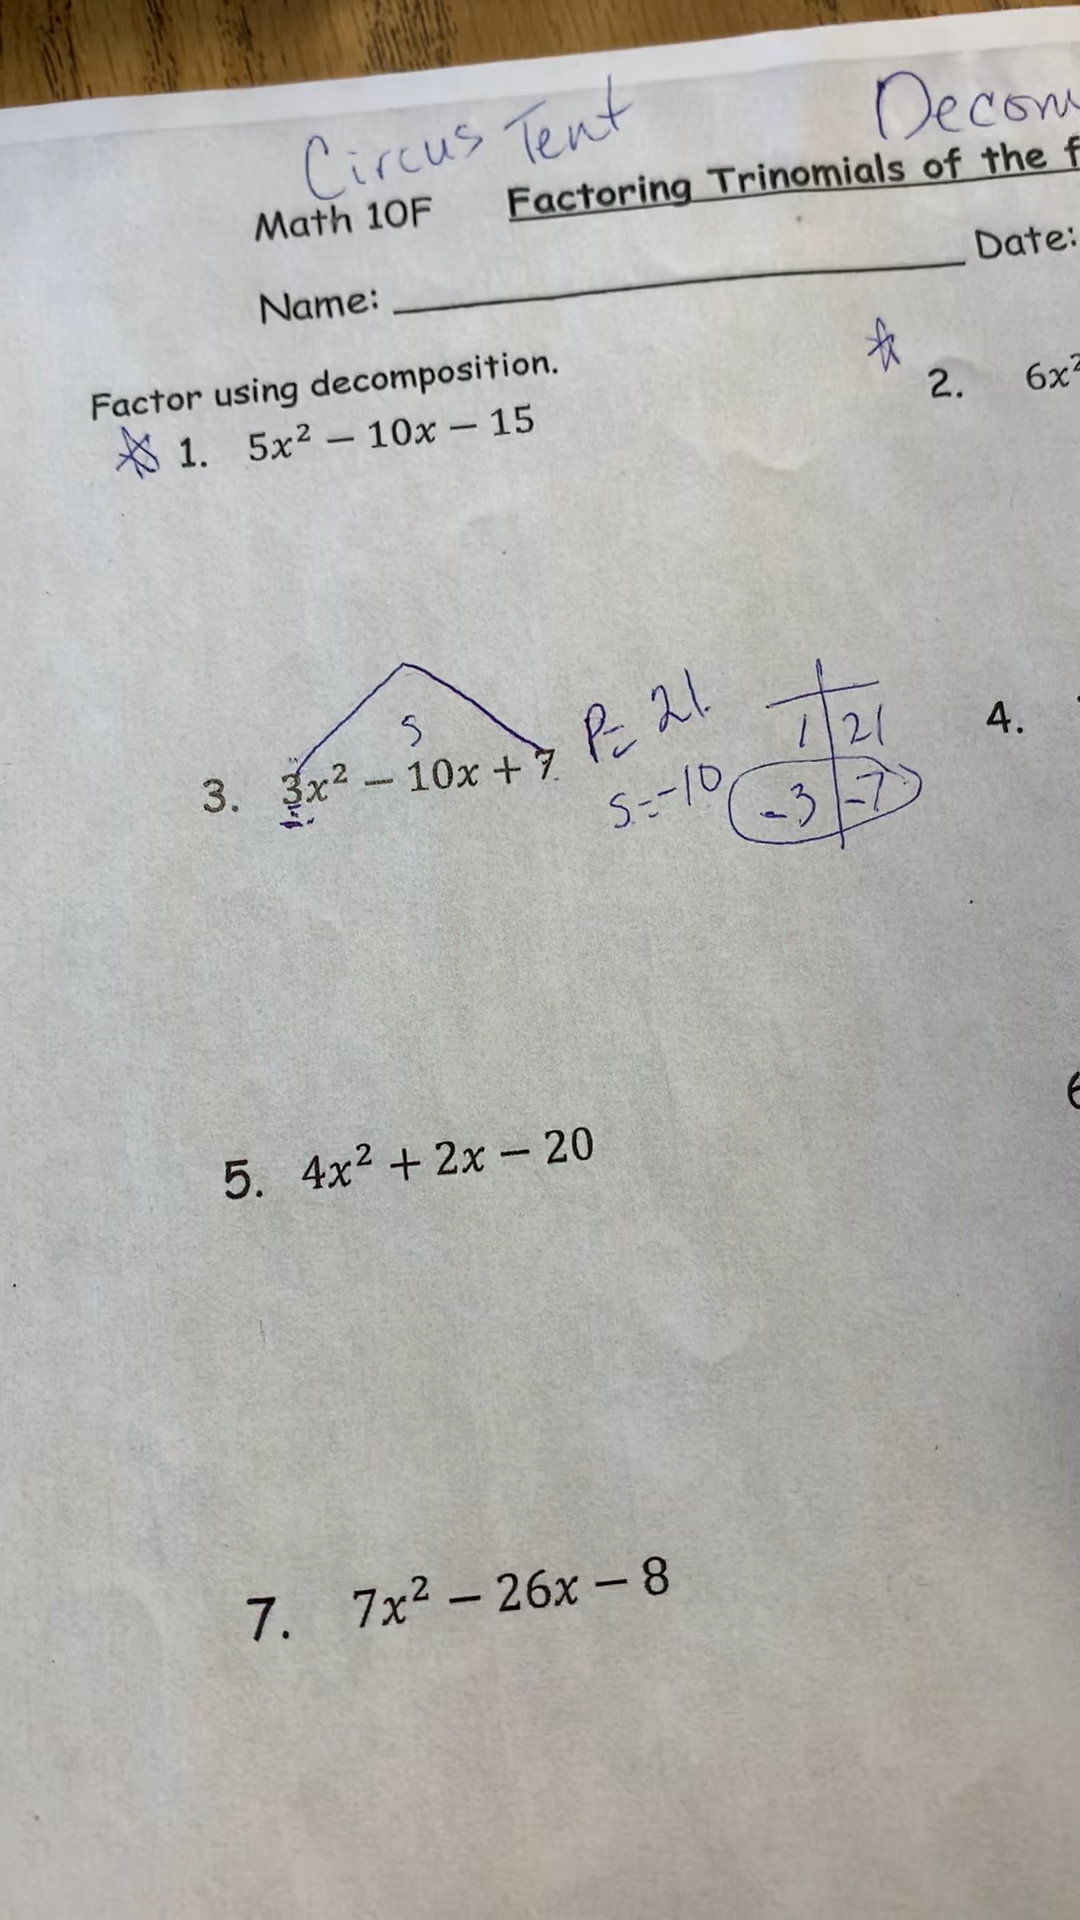 Circus Tent Decom
Math 10F Factoring Trinomials of the f
Name: Date:
Factor using decomposition.
1. 5x² − 10x − 15
2. 6x²
3. 3x² − 10x + 7
S
P = 21
S = -10
1 21
-3 -7
4.
5. 4x² + 2x − 20
6
7. 7x² − 26x − 8